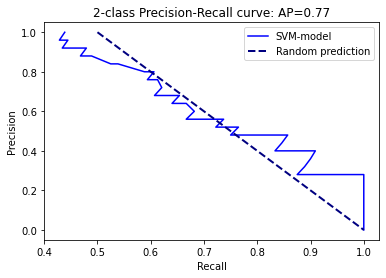 2-class Precision-Recall curve: AP=0.77
SVM-model
Random prediction
Precision
1.0
0.8
0.6
0.4
0.2
0.0
0.4 0.5 0.6 0.7 0.8 0.9 1.0
Recall